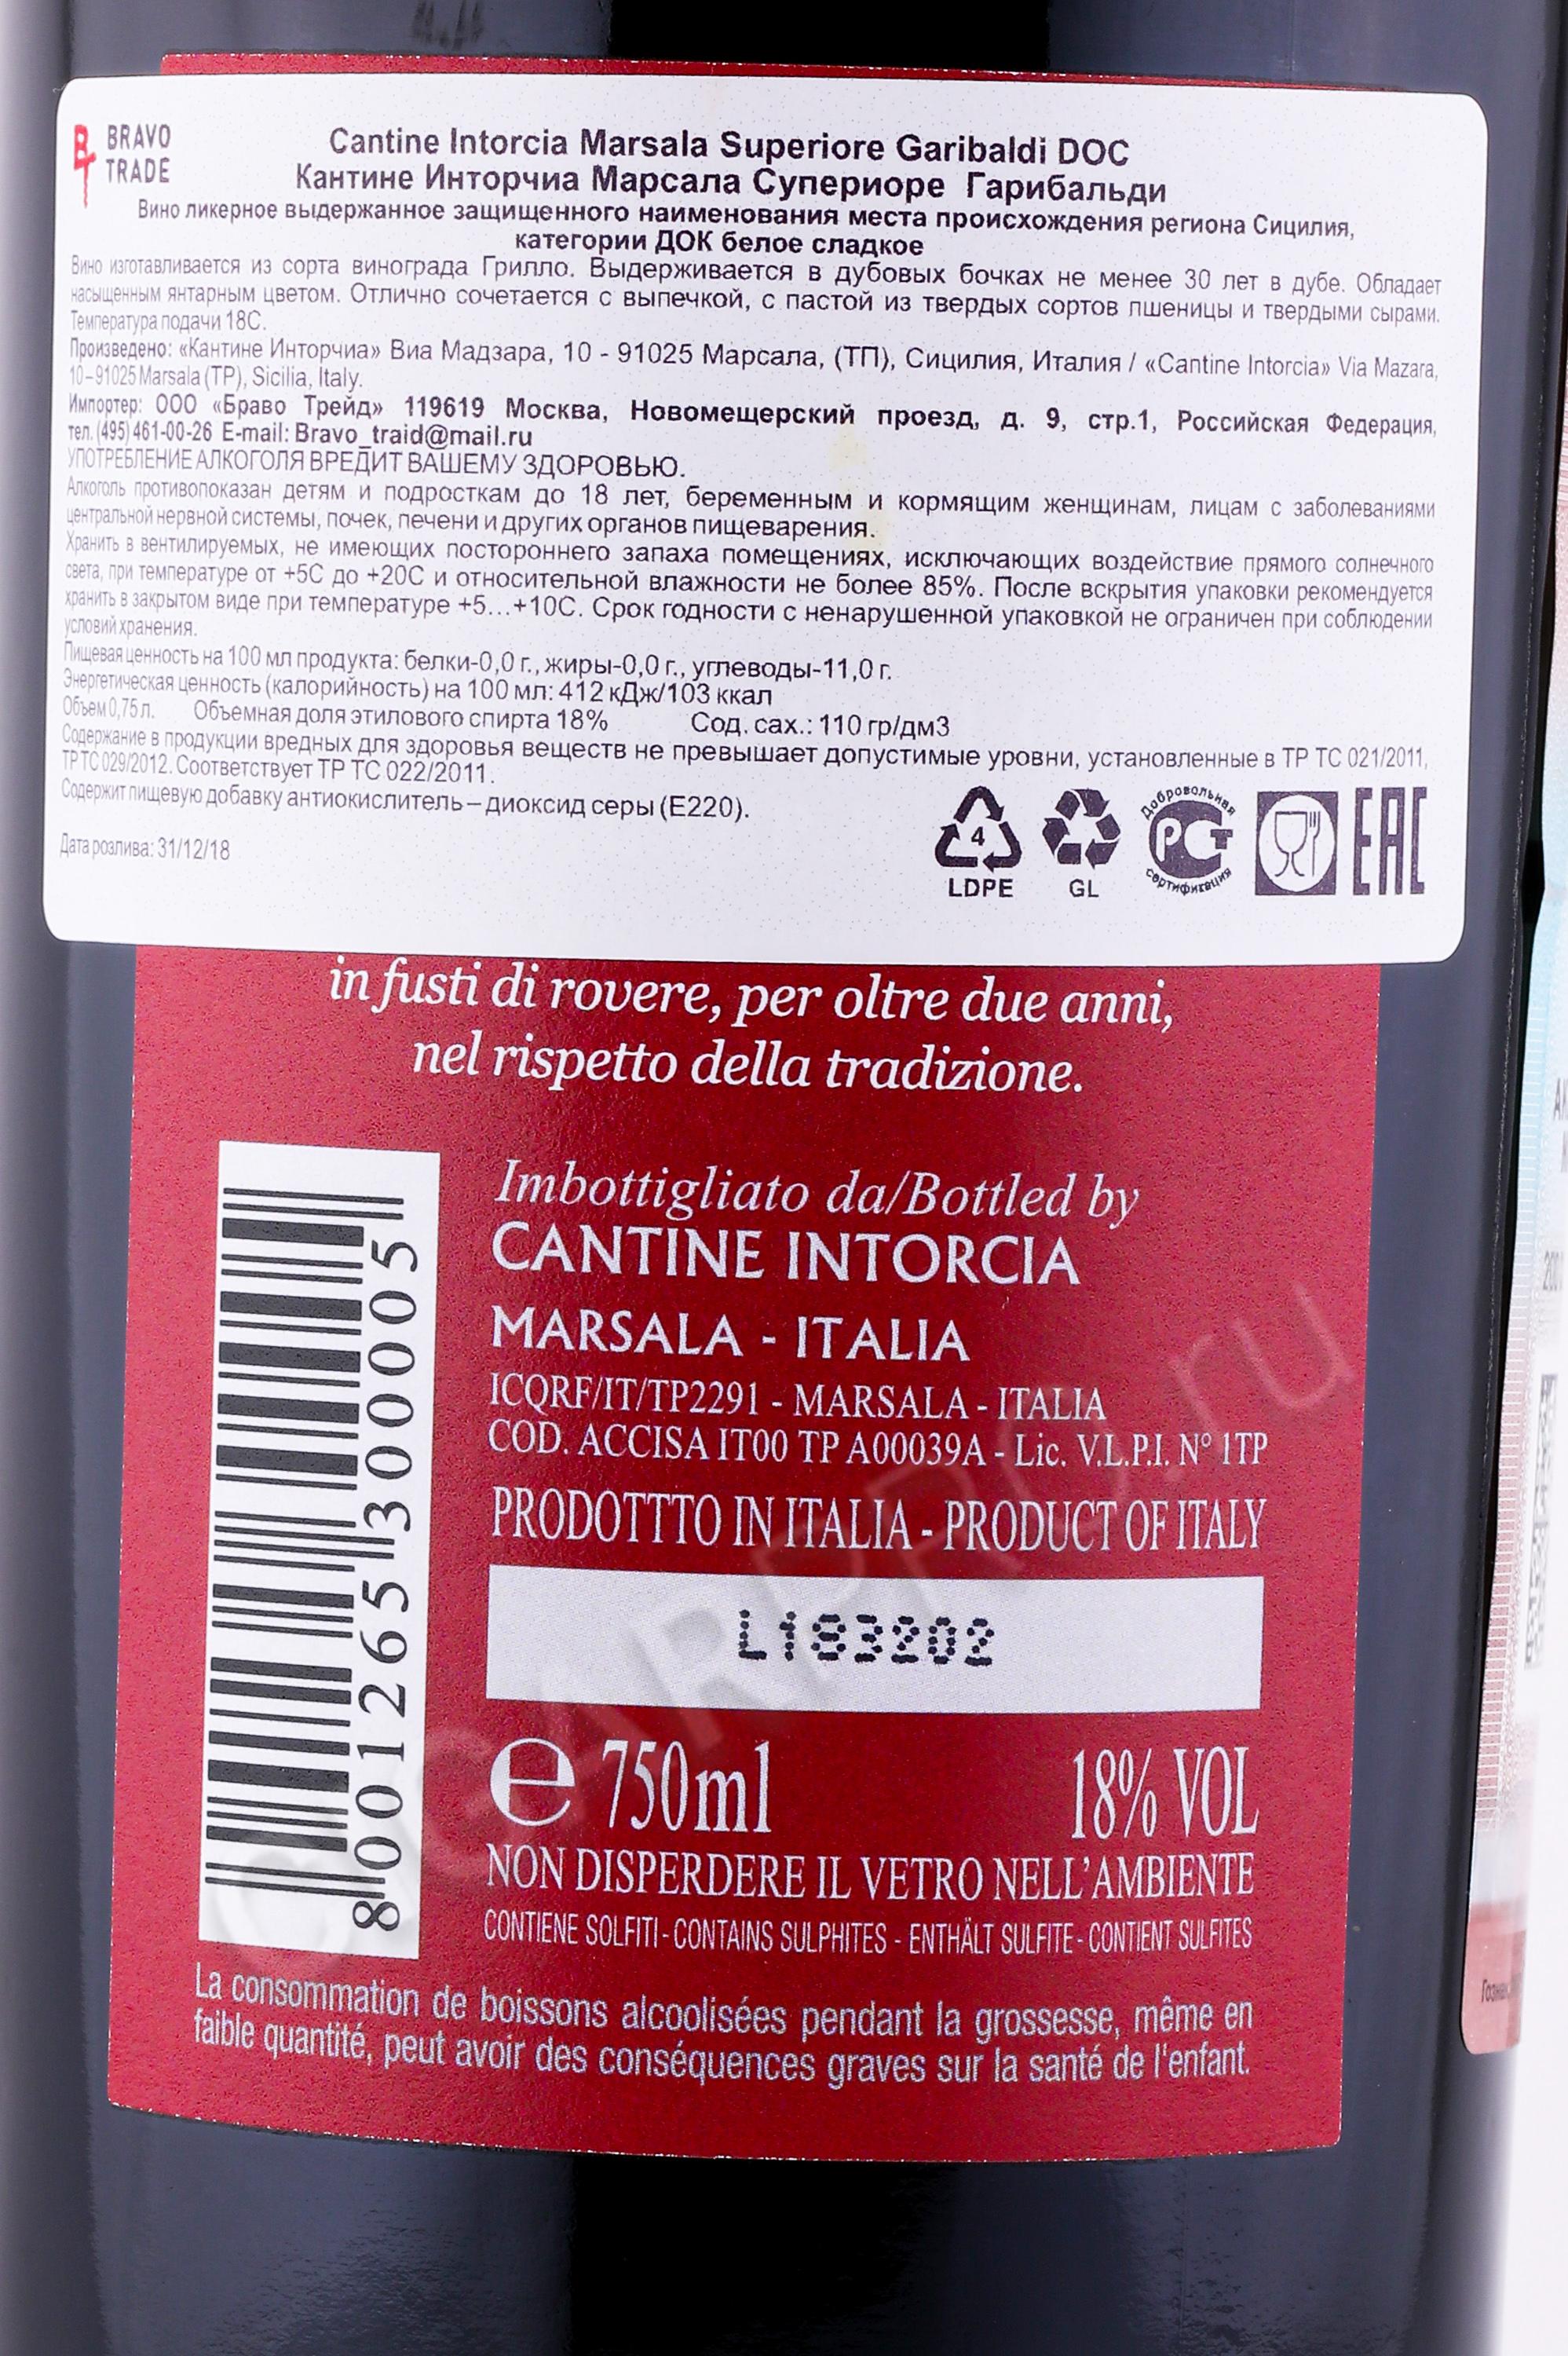 BRAVO
TRADE
Cantine Intorcia Marsala Superiore Garibaldi DOC
Кантине Инторчиа Марсала Супериоре Гарибальди
Вино ликерное выдержанное защищенного наименования места происхождения региона Сицилия,
категории ДОК белое сладкое
Вино изготавливается из сорта винограда Грилло. Выдерживается в дубовых бочках не менее 30 лет в дубе. Обладает
насыщенным янтарным цветом. Отлично сочетается с выпечкой, с пастой из твердых сортов пшеницы и твердыми сырами.
Температура подачи 18С.
Произведено: «Кантине Инторчиа» Виа Мадзара, 10 - 91025 Марсала, (ТП), Сицилия, Италия / «Cantine Intorcia» Via Mazara,
10-91025 Marsala (TP), Sicilia, Italy.
Импортер: ООО «Браво Трейд» 119619 Москва, Новомещерский проезд, д. 9, стр.1, Российская Федерация,
тел. (495) 461-00-26 E-mail: Bravo_traid@mail.ru
УПОТРЕБЛЕНИЕ АЛКОГОЛЯ ВРЕДИТ ВАШЕМУ ЗДОРОВЬЮ.
Алкоголь противопоказан детям и подросткам до 18 лет, беременным и кормящим женщинам, лицам с заболеваниями
центральной нервной системы, почек, печени и других органов пищеварения.
Хранить в вентилируемых, не имеющих постороннего запаха помещениях, исключающих воздействие прямого солнечного
света, при температуре от +5С до +20С и относительной влажности не более 85%. После вскрытия упаковки рекомендуется
хранить в закрытом виде при температуре +5...+10С. Срок годности с ненарушенной упаковкой не ограничен при соблюдении
условий хранения.
Пищевая ценность на 100 мл продукта: белки-0,0 г., жиры-0,0 г., углеводы-11,0 г.
Энергетическая ценность (калорийность) на 100 мл: 412 кДж/103 ккал
Объем 0,75 л. Объемная доля этилового спирта 18% Сод. сах.: 110 гр/дм3
Содержание в продукции вредных для здоровья веществ не превышает допустимые уровни, установленные в ТР ТС 021/2011,
ТР ТС 029/2012. Соответствует ТР ТС 022/2011.
Содержит пищевую добавку антиокислитель – диоксид серы (Е220).
Дата розлива: 31/12/18
4
LDPE
GL
Добровольная
РСТ
сертификация
EAC
in fusti di rovere, per oltre due anni,
nel rispetto della tradizione.
Imbottigliato da/Bottled by
CANTINE INTORCIA
MARSALA - ITALIA
ICQRF/IT/TP2291 - MARSALA - ITALIA
COD. ACCISA IT00 TP A00039A - Lic. V.L.P.I. N° 1TP
PRODOTTTO IN ITALIA - PRODUCT OF ITALY
L183202
e 750ml 18% VOL
NON DISPERDERE IL VETRO NELL'AMBIENTE
CONTIENE SOLFITI - CONTAINS SULPHITES - ENTHÄLT SULFITE - CONTIENT SULFITES
8 001265 300005
La consommation de boissons alcoolisées pendant la grossesse, même en
faible quantité, peut avoir des conséquences graves sur la santé de l'enfant.
CIGARPRO.ru